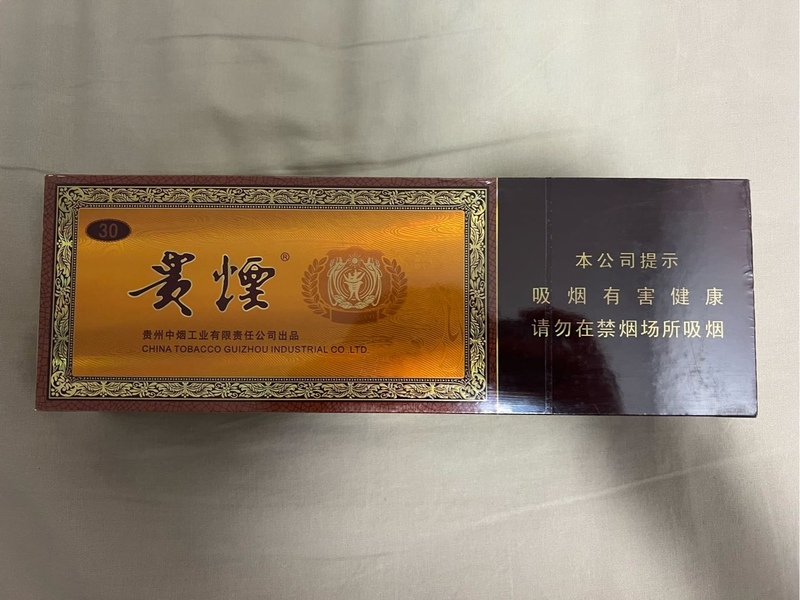 30
貴煙®
贵州中烟工业有限责任公司出品
CHINA TOBACCO GUIZHOU INDUSTRIAL CO. LTD.
本公司提示
吸烟有害健康
请勿在禁烟场所吸烟